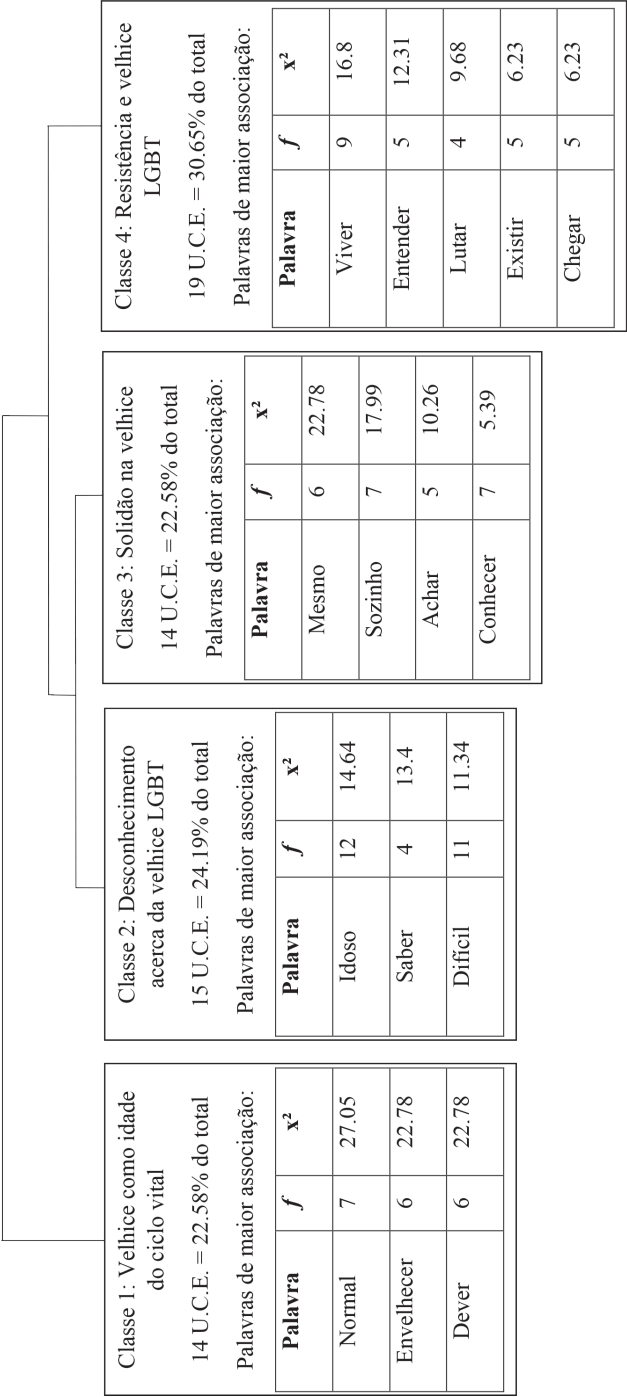 Classe 1: Velhice como idade
do ciclo vital
14 U.C.E. = 22.58% do total
Palavras de maior associação:
Palavra f x²
Normal 7 27.05
Envelhecer 6 22.78
Dever 6 22.78
Classe 2: Desconhecimento
acerca da velhice LGBT
15 U.C.E. = 24.19% do total
Palavras de maior associação:
Palavra f x²
Idoso 12 14.64
Saber 4 13.4
Difícil 11 11.34
Classe 3: Solidão na velhice
14 U.C.E. = 22.58% do total
Palavras de maior associação:
Palavra f x²
Mesmo 6 22.78
Sozinho 7 17.99
Achar 5 10.26
Conhecer 7 5.39
Classe 4: Resistência e velhice
LGBT
19 U.C.E. = 30.65% do total
Palavras de maior associação:
Palavra f x²
Viver 9 16.8
Entender 5 12.31
Lutar 4 9.68
Existir 5 6.23
Chegar 5 6.23